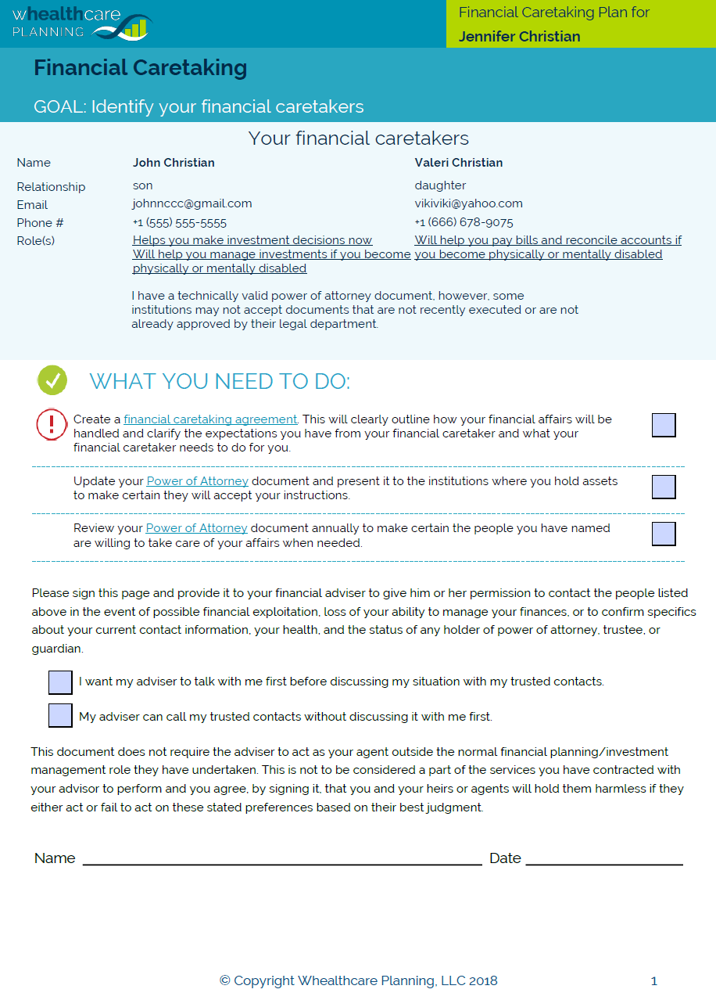 whealthcare
PLANNING
Financial Caretaking Plan for
Jennifer Christian
Financial Caretaking
GOAL: Identify your financial caretakers
Your financial caretakers
Name John Christian Valeri Christian
Relationship son daughter
Email johnnccc@gmail.com vikiviki@yahoo.com
Phone # +1 (555) 555-5555 +1 (666) 678-9075
Role(s) Helps you make investment decisions now Will help you pay bills and reconcile accounts if
Will help you manage investments if you become you become physically or mentally disabled
physically or mentally disabled
I have a technically valid power of attorney document, however, some
institutions may not accept documents that are not recently executed or are not
already approved by their legal department.
WHAT YOU NEED TO DO:
Create a financial caretaking agreement. This will clearly outline how your financial affairs will be
handled and clarify the expectations you have from your financial caretaker and what your
financial caretaker needs to do for you.
Update your Power of Attorney document and present it to the institutions where you hold assets
to make certain they will accept your instructions.
Review your Power of Attorney document annually to make certain the people you have named
are willing to take care of your affairs when needed.
Please sign this page and provide it to your financial adviser to give him or her permission to contact the people listed
above in the event of possible financial exploitation, loss of your ability to manage your finances, or to confirm specifics
about your current contact information, your health, and the status of any holder of power of attorney, trustee, or
guardian.
I want my adviser to talk with me first before discussing my situation with my trusted contacts.
My adviser can call my trusted contacts without discussing it with me first.
This document does not require the adviser to act as your agent outside the normal financial planning/investment
management role they have undertaken. This is not to be considered a part of the services you have contracted with
your advisor to perform and you agree, by signing it, that you and your heirs or agents will hold them harmless if they
either act or fail to act on these stated preferences based on their best judgment.
Name Date
© Copyright Whealthcare Planning, LLC 2018 1